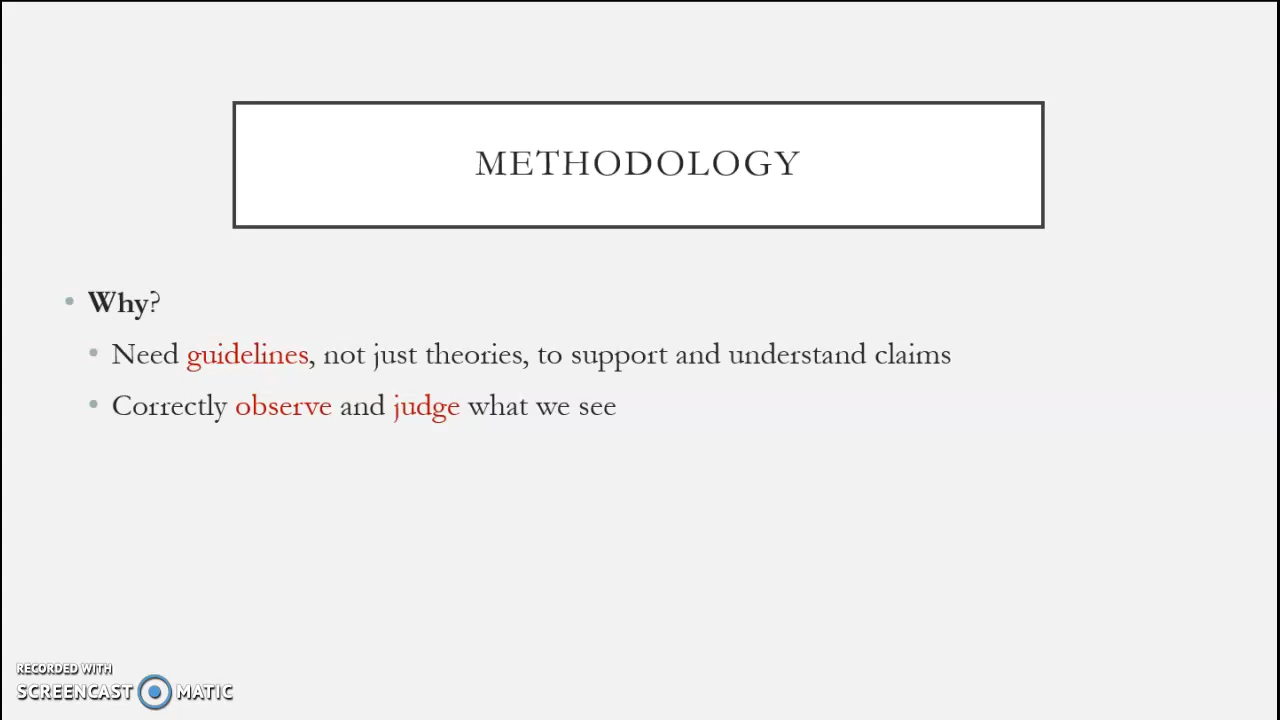 METHODOLOGY
Why?
Need guidelines, not just theories, to support and understand claims
Correctly observe and judge what we see
RECORDED WITH
SCREENCAST MATIC